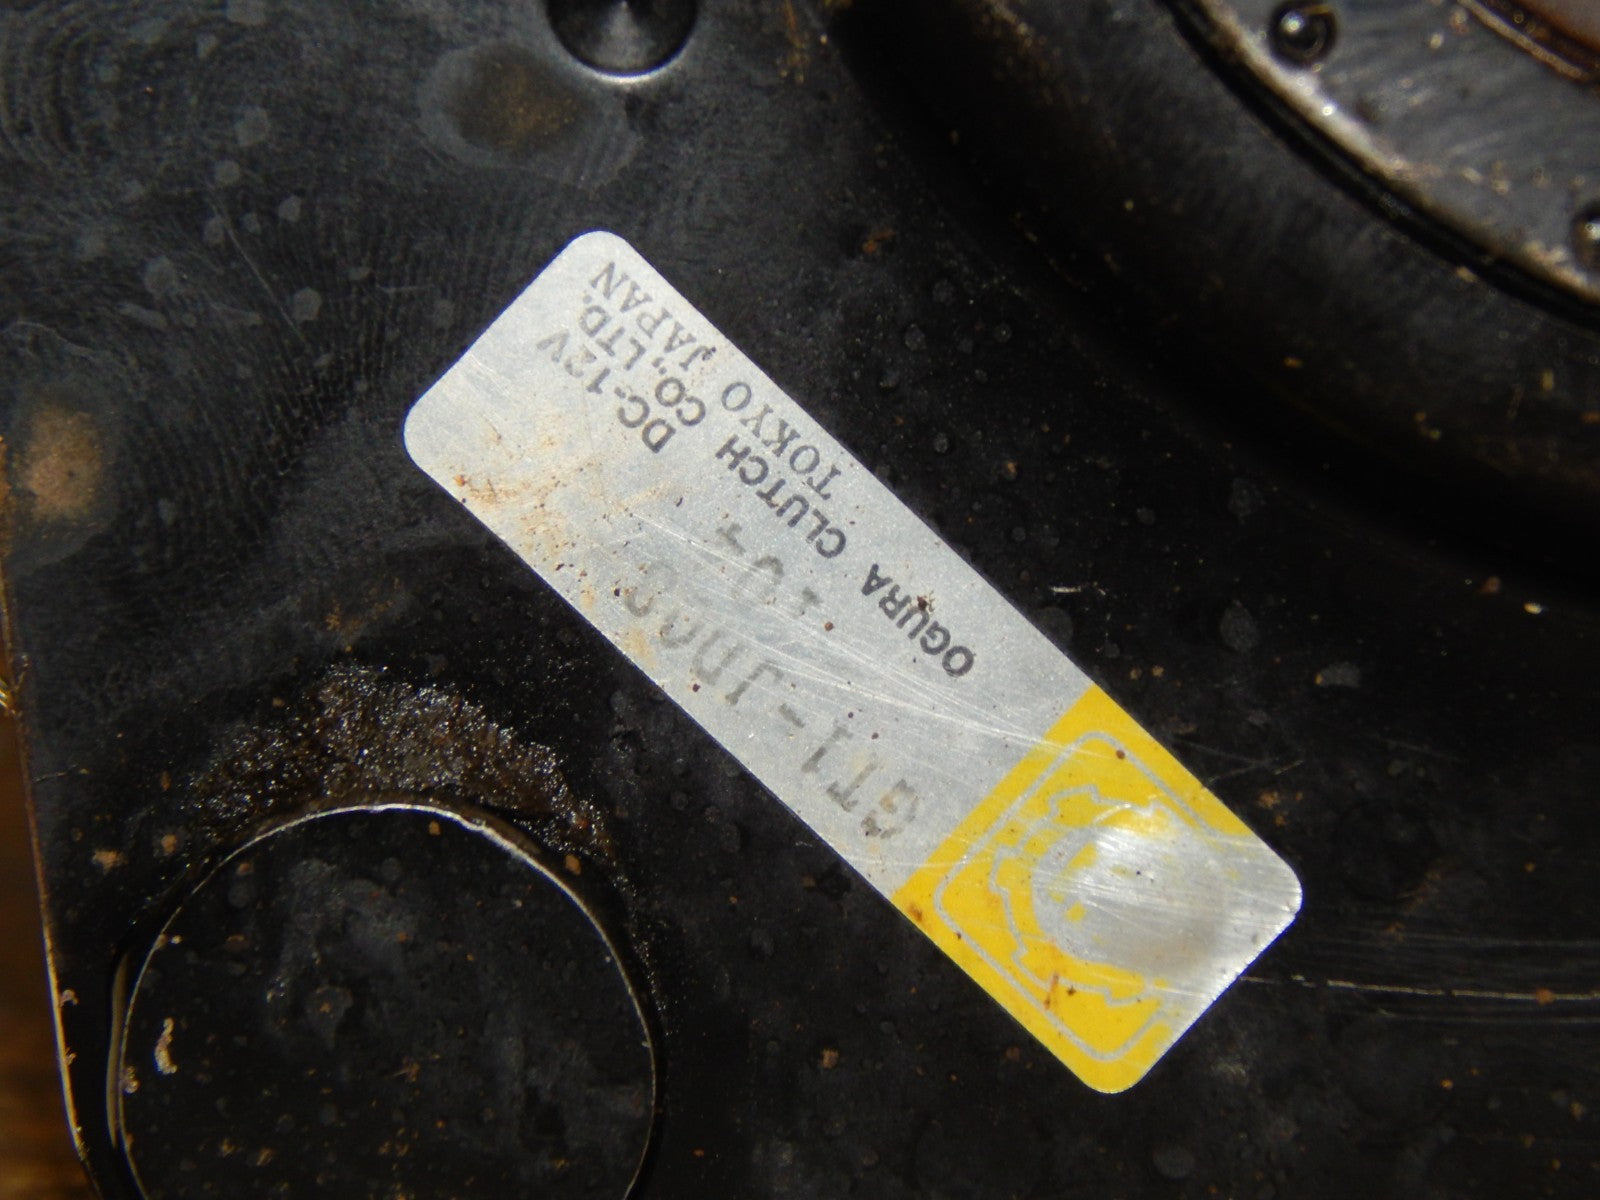 DC-12V
OGURA CLUTCH CO.,LTD.
TOKYO JAPAN